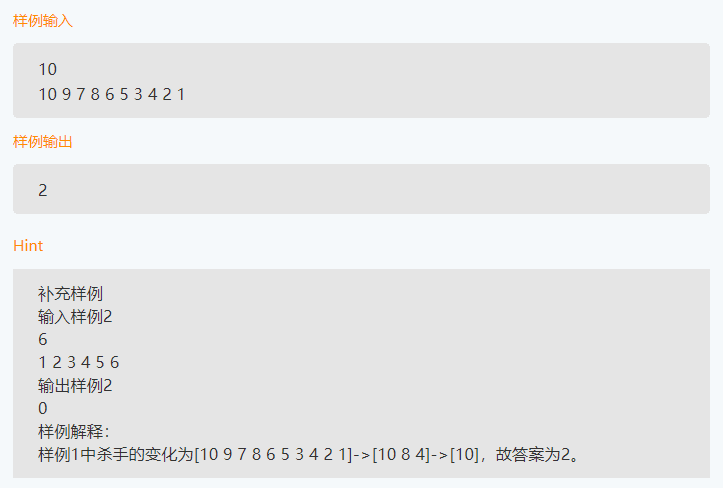 样例输入
10
10 9 7 8 6 5 3 4 2 1
样例输出
2
Hint
补充样例
输入样例2
6
1 2 3 4 5 6
输出样例2
0
样例解释：
样例1中杀手的变化为[10 9 7 8 6 5 3 4 2 1]->[10 8 4]->[10]，故答案为2。